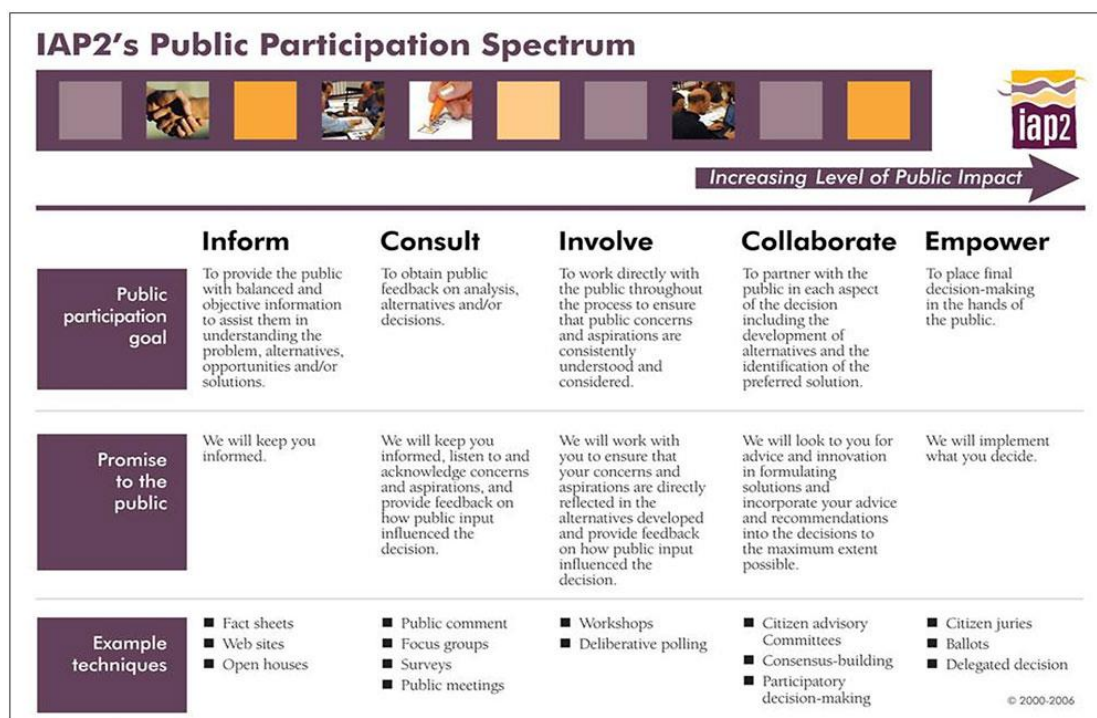 IAP2's Public Participation Spectrum
iap2
Increasing Level of Public Impact
Inform
Consult
Involve
Collaborate
Empower
Public
participation
goal
To provide the public
with balanced and
objective information
to assist them in
understanding the
problem, alternatives,
opportunities and/or
solutions.
To obtain public
feedback on analysis,
alternatives and/or
decisions.
To work directly with
the public throughout
the process to ensure
that public concerns
and aspirations are
consistently
understood and
considered.
To partner with the
public in each aspect
of the decision
including the
development of
alternatives and the
identification of the
preferred solution.
To place final
decision-making
in the hands of
the public.
Promise
to the
public
We will keep you
informed.
We will keep you
informed, listen to and
acknowledge concerns
and aspirations, and
provide feedback on
how public input
influenced the
decision.
We will work with
you to ensure that
your concerns and
aspirations are directly
reflected in the
alternatives developed
and provide feedback
on how public input
influenced the
decision.
We will look to you for
advice and innovation
in formulating
solutions and
incorporate your advice
and recommendations
into the decisions to
the maximum extent
possible.
We will implement
what you decide.
Example
techniques
■ Fact sheets
■ Web sites
■ Open houses
■ Public comment
■ Focus groups
■ Surveys
■ Public meetings
■ Workshops
■ Deliberative polling
■ Citizen advisory
Committees
■ Consensus-building
■ Participatory
decision-making
■ Citizen juries
■ Ballots
■ Delegated decision
© 2000-2006